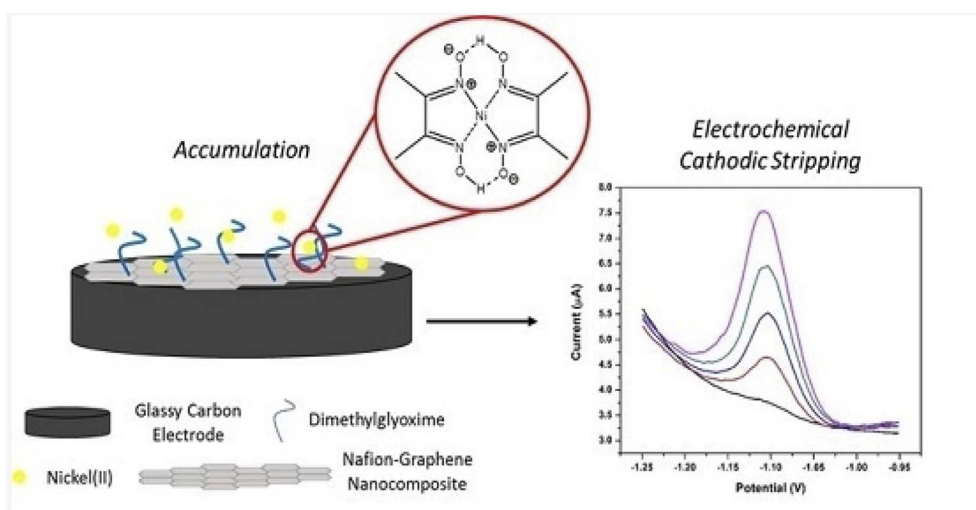 Accumulation
⊖ H
O O
N ⊕ N
Ni
N ⊕ N
O O
H ⊖
Electrochemical
Cathodic Stripping
8.0
7.5
7.0
6.5
6.0
5.5
5.0
4.5
4.0
3.5
3.0
Current (µA)
-1.25 -1.20 -1.15 -1.10 -1.05 -1.00 -0.95
Potential (V)
Glassy Carbon
Electrode
Dimethylglyoxime
Nickel(II)
Nafion-Graphene
Nanocomposite